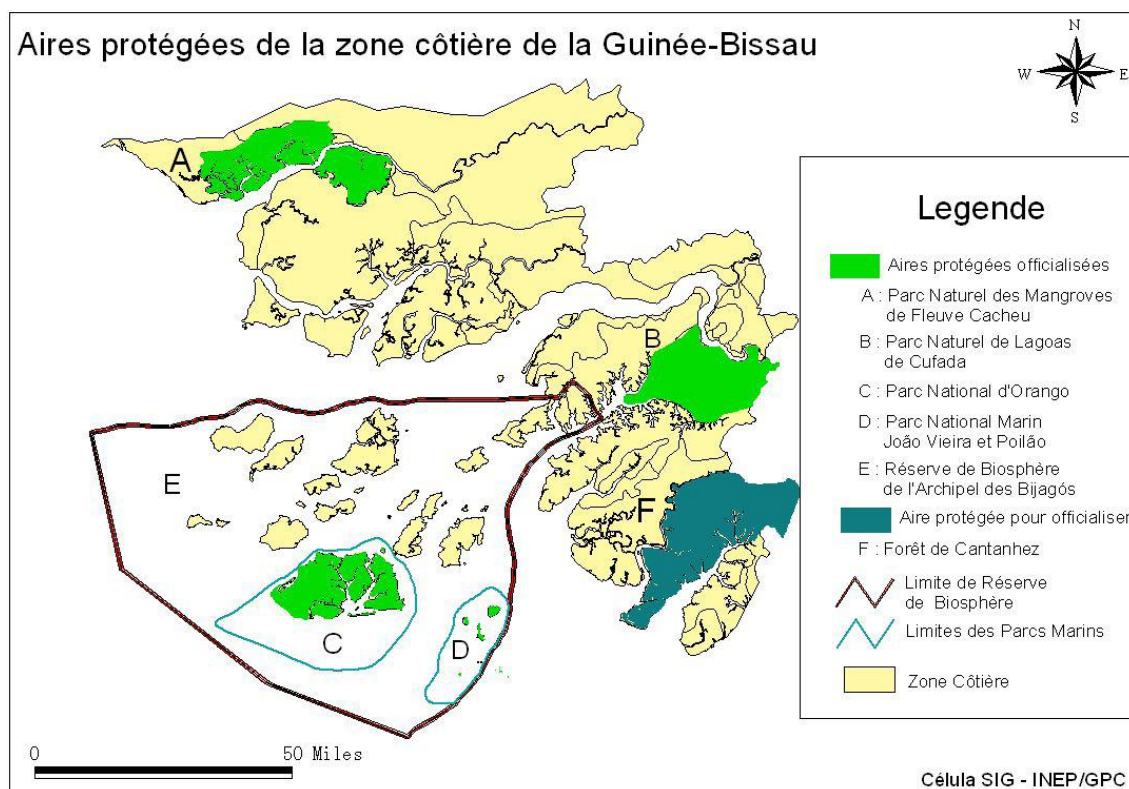 Aires protégées de la zone côtière de la Guinée-Bissau
N
W
E
S
A
B
E
F
C
D
Legende
Aires protégées officialisées
A : Parc Naturel des Mangroves
de Fleuve Cacheu
B : Parc Naturel de Lagoas
de Cufada
C : Parc National d'Orango
D : Parc National Marin
João Vieira et Poilão
E : Réserve de Biosphère
de l'Archipel des Bijagós
Aire protégée pour officialiser
F : Forêt de Cantanhez
Limite de Réserve
de Biosphère
Limites des Parcs Marins
Zone Côtière
0 50 Miles
Célula SIG - INEP/GPC